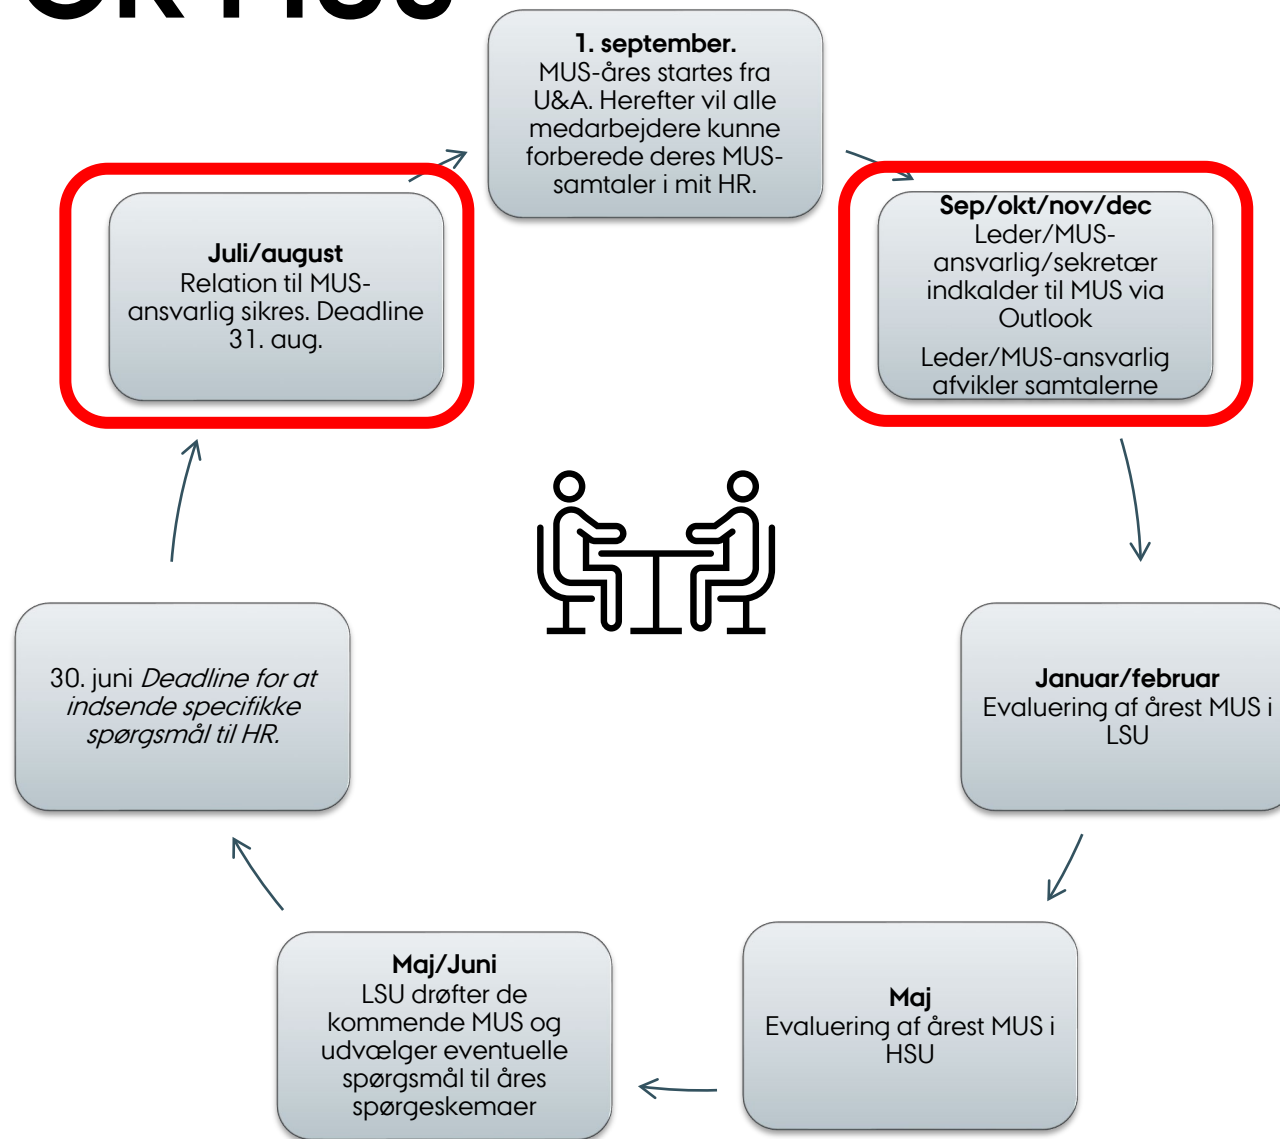 1. september.
MUS-åres startes fra
U&A. Herefter vil alle
medarbejdere kunne
forberede deres MUS-
samtaler i mit HR.
Sep/okt/nov/dec
Leder/MUS-
ansvarlig/sekretær
indkalder til MUS via
Outlook
Leder/MUS-ansvarlig
afvikler samtalerne
Januar/februar
Evaluering af årest MUS i
LSU
Maj
Evaluering af årest MUS i
HSU
Maj/Juni
LSU drøfter de
kommende MUS og
udvælger eventuelle
spørgsmål til åres
spørgeskemaer
30. juni Deadline for at
indsende specifikke
spørgsmål til HR.
Juli/august
Relation til MUS-
ansvarlig sikres. Deadline
31. aug.